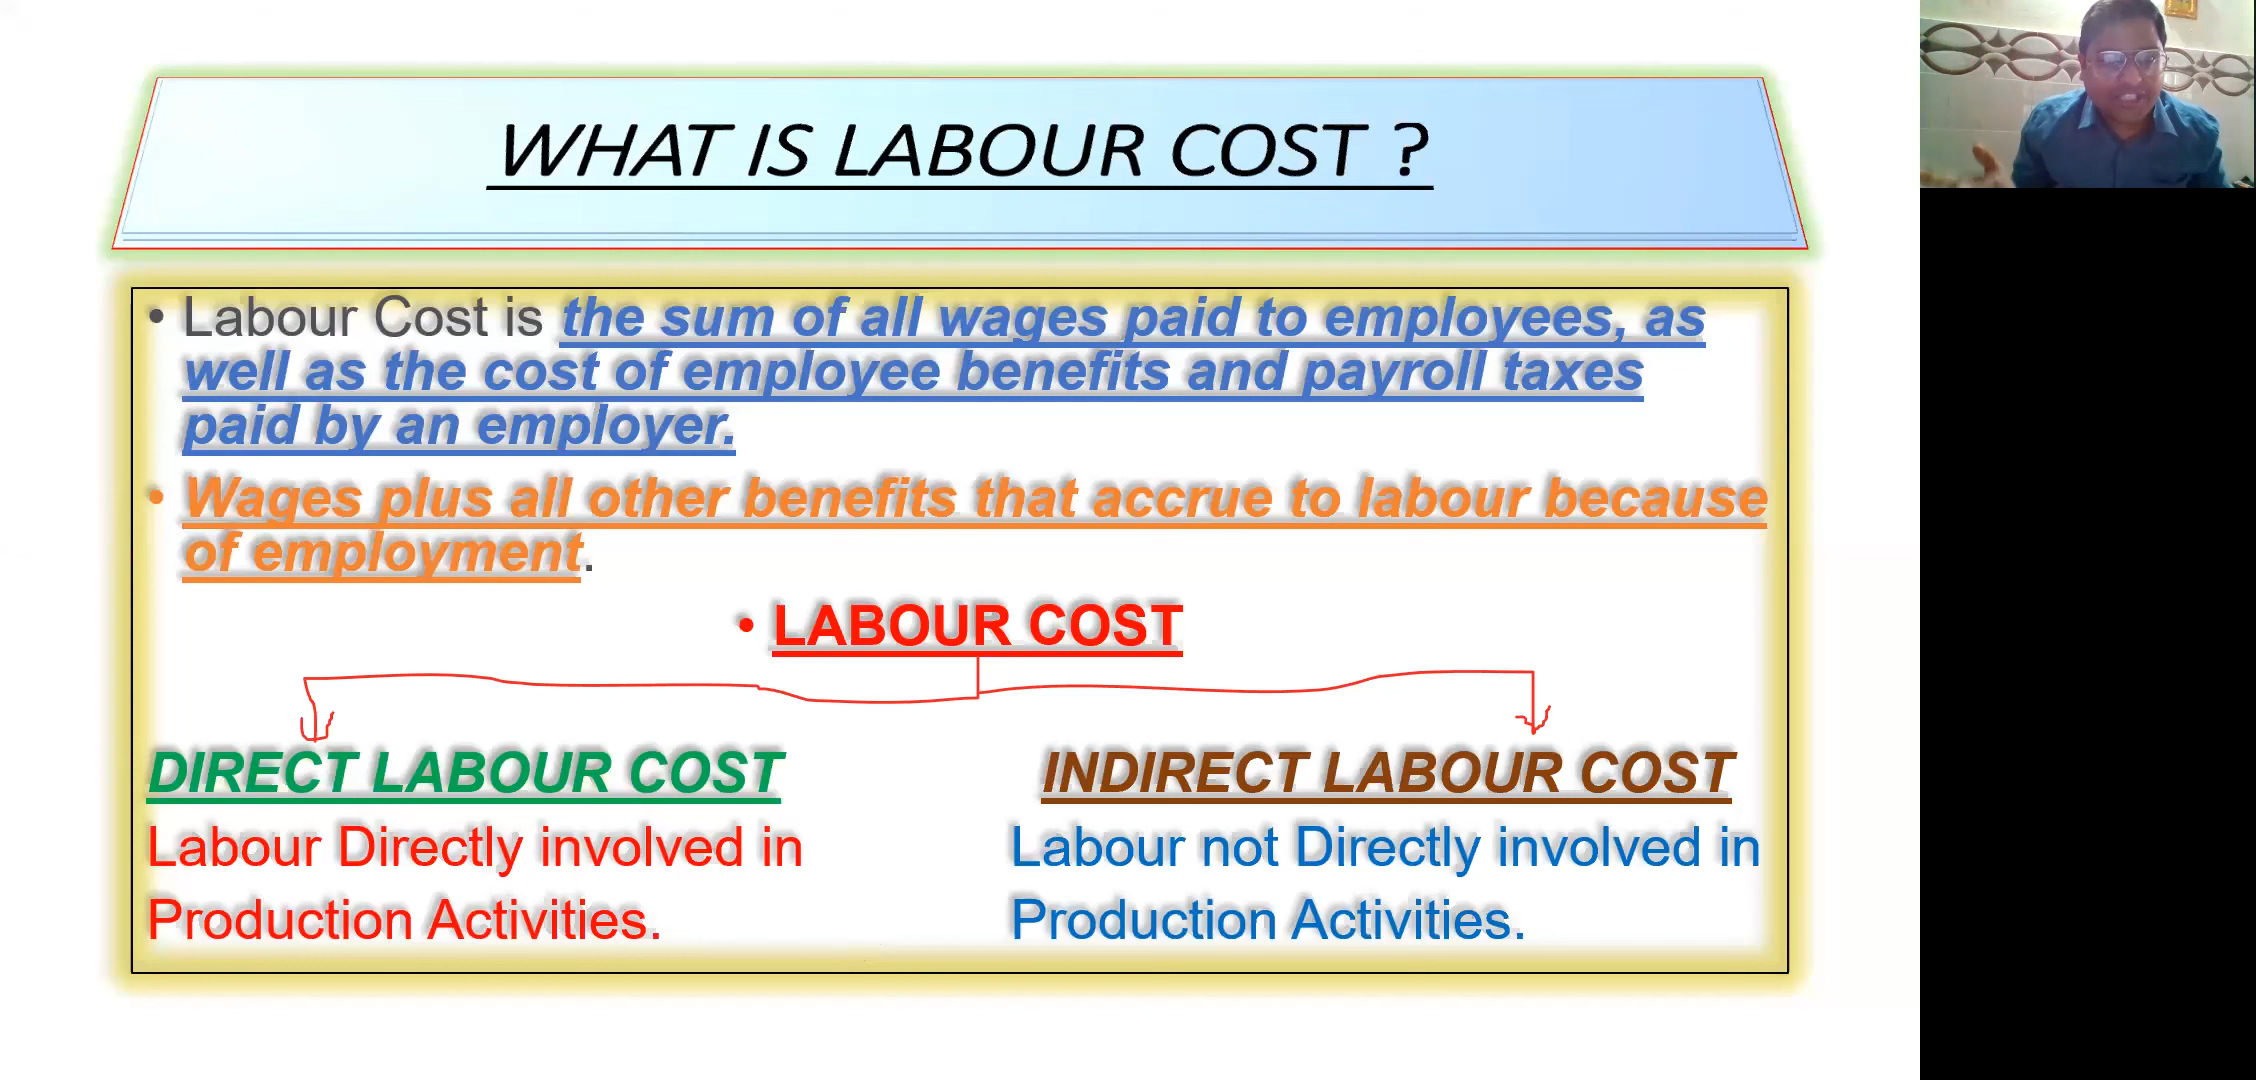 WHAT IS LABOUR COST ?
• Labour Cost is the sum of all wages paid to employees, as
well as the cost of employee benefits and payroll taxes
paid by an employer.
• Wages plus all other benefits that accrue to labour because
of employment.
• LABOUR COST
DIRECT LABOUR COST
INDIRECT LABOUR COST
Labour Directly involved in
Production Activities.
Labour not Directly involved in
Production Activities.